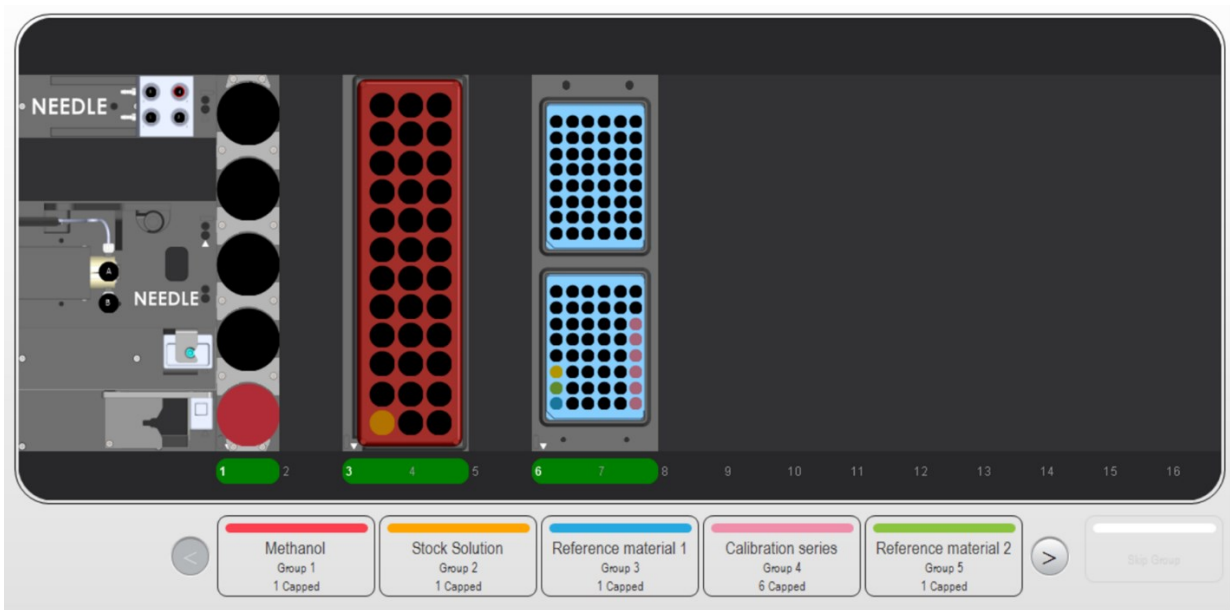 NEEDLE
A
B
NEEDLE
1 2 3 4 5 6 7 8 9 10 11 12 13 14 15 16
<
Methanol
Group 1
1 Capped
Stock Solution
Group 2
1 Capped
Reference material 1
Group 3
1 Capped
Calibration series
Group 4
6 Capped
Reference material 2
Group 5
1 Capped
>
Skip Group